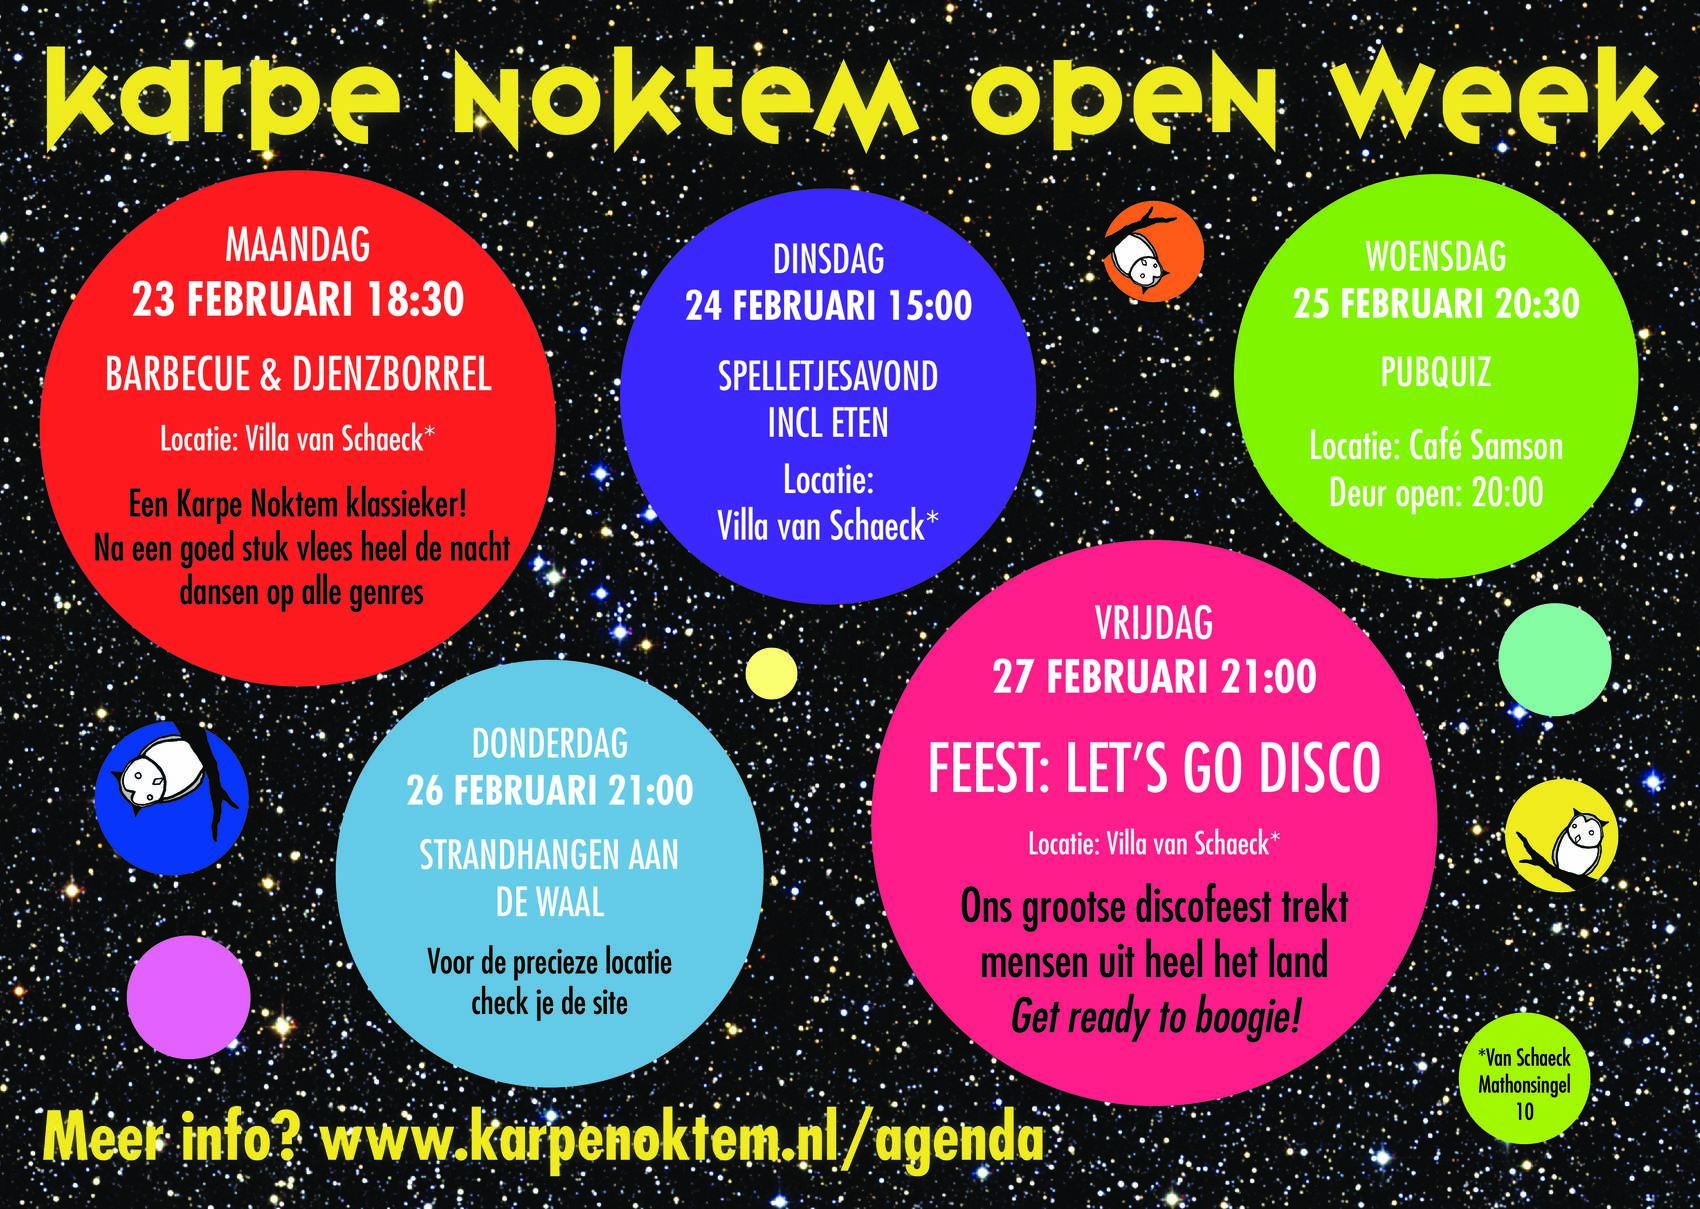 karpe Noktem open week
MAANDAG
23 FEBRUARI 18:30
BARBECUE & DJENZBORREL
Locatie: Villa van Schaeck*
Een Karpe Noktem klassieker!
Na een goed stuk vlees heel de nacht
dansen op alle genres
DINSDAG
24 FEBRUARI 15:00
SPELLETJESAVOND
INCL ETEN
Locatie:
Villa van Schaeck*
WOENSDAG
25 FEBRUARI 20:30
PUBQUIZ
Locatie: Café Samson
Deur open: 20:00
DONDERDAG
26 FEBRUARI 21:00
STRANDHANGEN AAN
DE WAAL
Voor de precieze locatie
check je de site
VRIJDAG
27 FEBRUARI 21:00
FEEST: LET'S GO DISCO
Locatie: Villa van Schaeck*
Ons grootse discofeest trekt
mensen uit heel het land
Get ready to boogie!
*Van Schaeck
Mathonsingel
10
Meer info? www.karpenoktem.nl/agenda